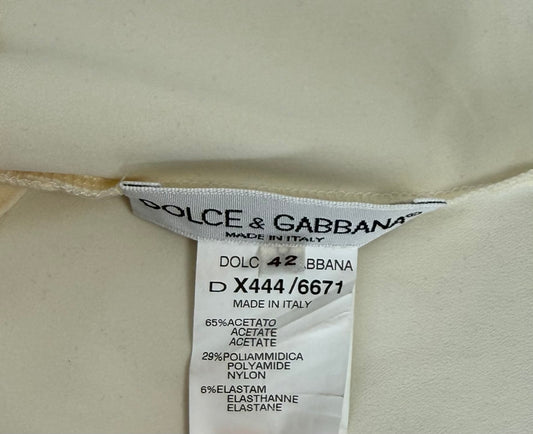 DOLCE & GABBANA®
MADE IN ITALY
DOLC 42 BBANA
D X444/6671
MADE IN ITALY
65%ACETATO
ACETATE
ACETATE
29%POLIAMMIDICA
POLYAMIDE
NYLON
6%ELASTAM
ELASTHANNE
ELASTANE